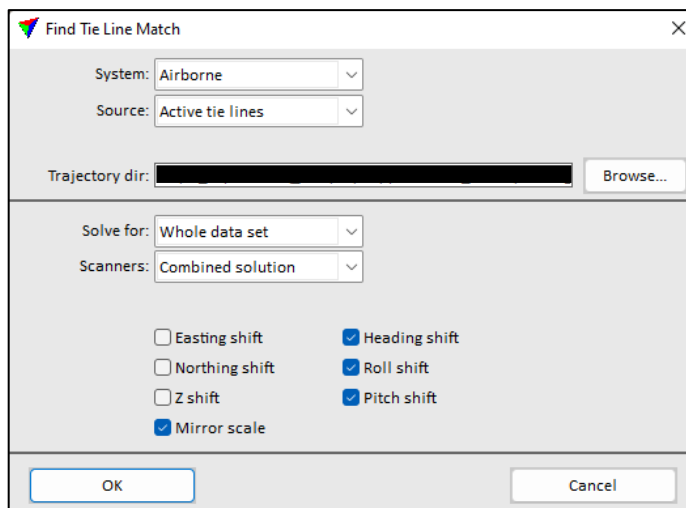 Find Tie Line Match
System: Airborne
Source: Active tie lines
Trajectory dir: Browse...
Solve for: Whole data set
Scanners: Combined solution
Easting shift Heading shift
Northing shift Roll shift
Z shift Pitch shift
Mirror scale
OK Cancel